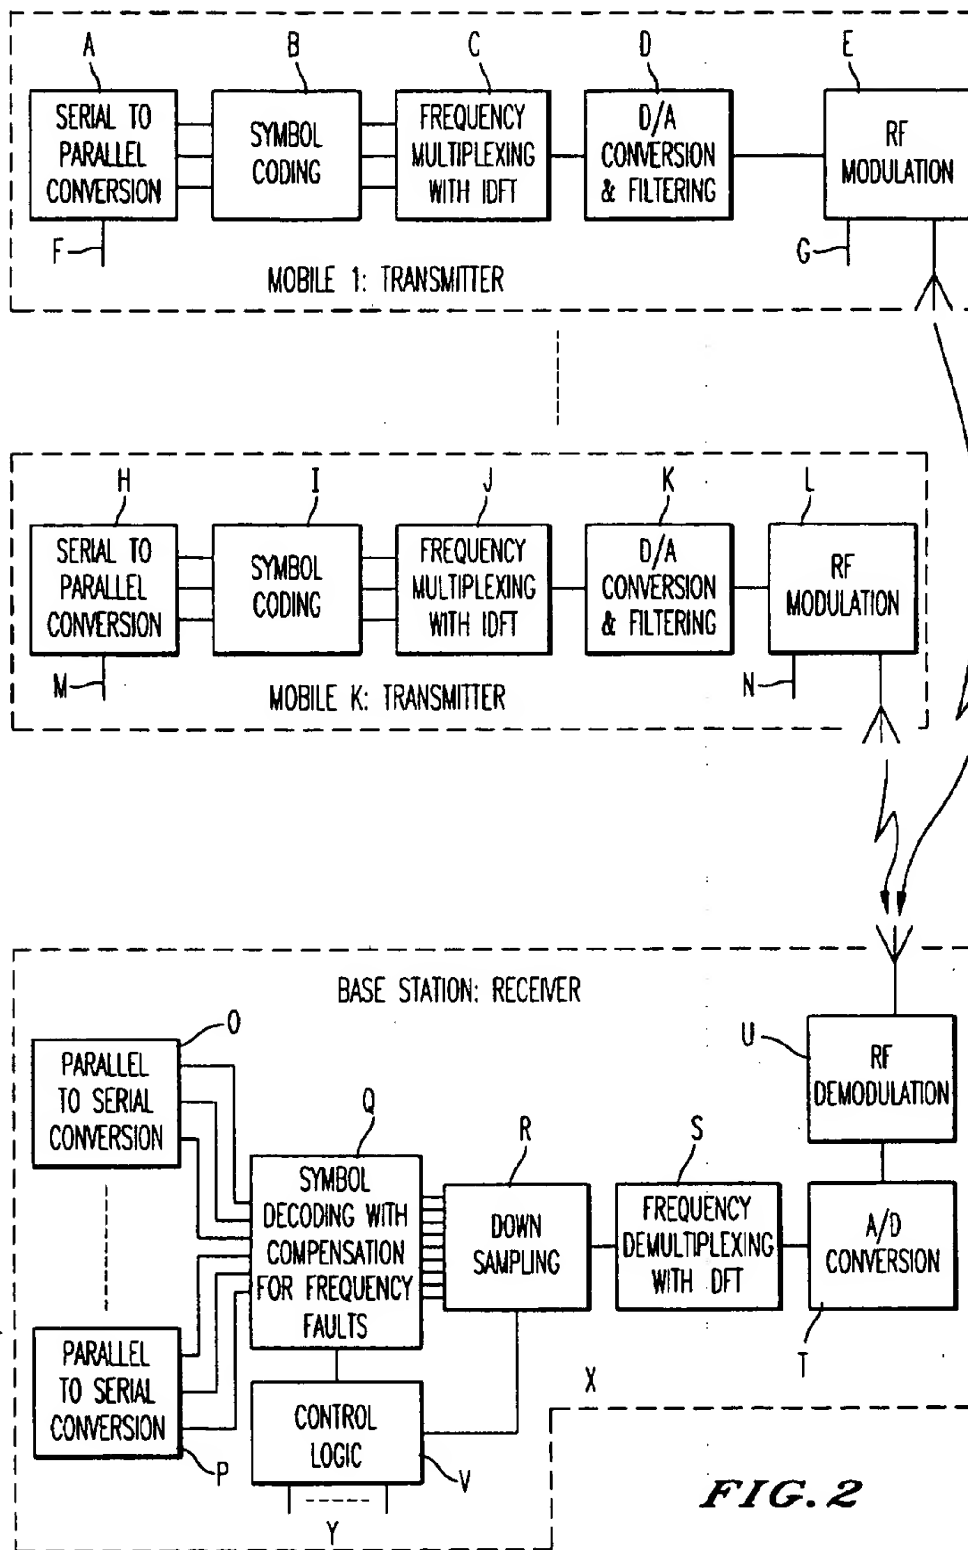 A
B
C
D
E
SERIAL TO
PARALLEL
CONVERSION
SYMBOL
CODING
FREQUENCY
MULTIPLEXING
WITH IDFT
D/A
CONVERSION
& FILTERING
RF
MODULATION
F
G
MOBILE 1: TRANSMITTER
H
I
J
K
L
SERIAL TO
PARALLEL
CONVERSION
SYMBOL
CODING
FREQUENCY
MULTIPLEXING
WITH IDFT
D/A
CONVERSION
& FILTERING
RF
MODULATION
M
N
MOBILE K: TRANSMITTER
BASE STATION: RECEIVER
O
PARALLEL
TO SERIAL
CONVERSION
U
RF
DEMODULATION
Q
R
S
SYMBOL
DECODING WITH
COMPENSATION
FOR FREQUENCY
FAULTS
DOWN
SAMPLING
FREQUENCY
DEMULTIPLEXING
WITH DFT
A/D
CONVERSION
T
PARALLEL
TO SERIAL
CONVERSION
P
CONTROL
LOGIC
V
X
Y
FIG. 2